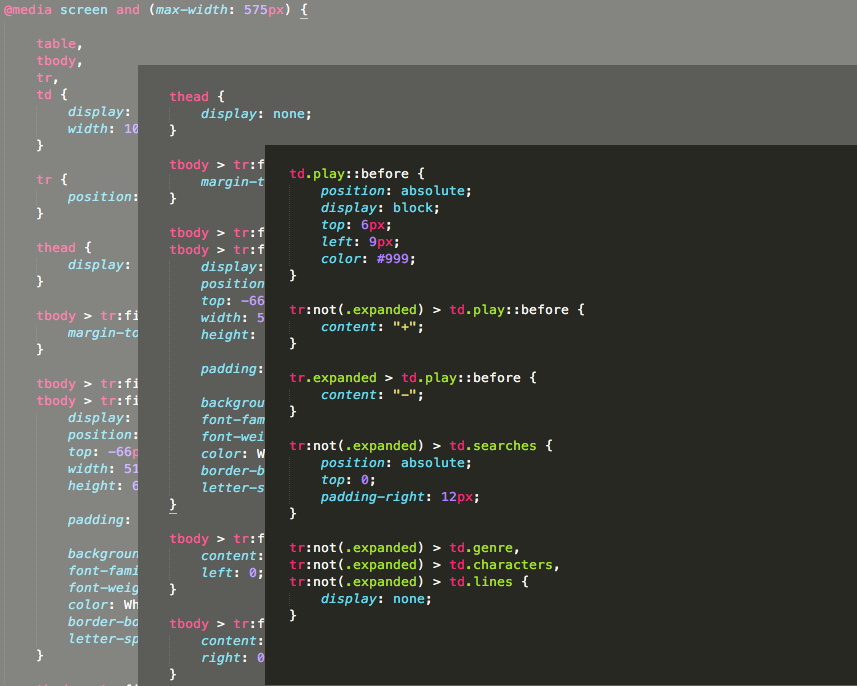 @media screen and (max-width: 575px) {
table,
tbody,
tr,
td {
display:
width: 10
}
tr {
position:
}
thead {
display:
}
tbody > tr:fi
margin-to
}
tbody > tr:fi
tbody > tr:fi
display:
position:
top: -66p
width: 51
height: 6
padding:
backgroun
font-fami
font-weig
color: Wh
border-bo
letter-sp
}
thead {
display: none;
}
tbody > tr:f
margin-t
}
tbody > tr:f
tbody > tr:f
display:
position
top: -66
width: 5
height:
padding:
backgrou
font-fam
font-wei
color: W
border-b
letter-s
}
tbody > tr:f
content:
left: 0;
}
tbody > tr:f
content:
right: 0
}
td.play::before {
position: absolute;
display: block;
top: 6px;
left: 9px;
color: #999;
}
tr:not(.expanded) > td.play::before {
content: "+";
}
tr.expanded > td.play::before {
content: "−";
}
tr:not(.expanded) > td.searches {
position: absolute;
top: 0;
padding-right: 12px;
}
tr:not(.expanded) > td.genre,
tr:not(.expanded) > td.characters,
tr:not(.expanded) > td.lines {
display: none;
}